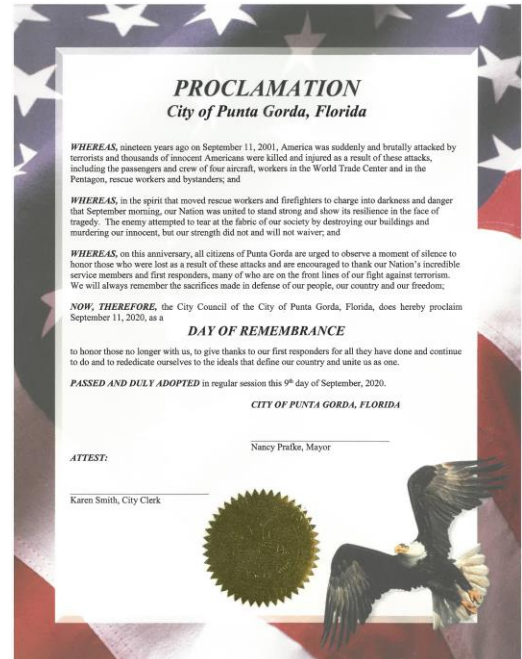 PROCLAMATION
City of Punta Gorda, Florida
WHEREAS, nineteen years ago on September 11, 2001, America was suddenly and brutally attacked by
terrorists and thousands of innocent Americans were killed and injured as a result of these attacks,
including the passengers and crew of four aircraft, workers in the World Trade Center and in the
Pentagon, rescue workers and bystanders; and
WHEREAS, in the spirit that moved rescue workers and firefighters to charge into darkness and danger
that September morning, our Nation was united to stand strong and show its resilience in the face of
tragedy. The enemy attempted to tear at the fabric of our society by destroying our buildings and
murdering our innocent, but our strength did not and will not waiver; and
WHEREAS, on this anniversary, all citizens of Punta Gorda are urged to observe a moment of silence to
honor those who were lost as a result of these attacks and are encouraged to thank our Nation's incredible
service members and first responders, many of who are on the front lines of our fight against terrorism.
We will always remember the sacrifices made in defense of our people, our country and our freedom;
NOW, THEREFORE, the City Council of the City of Punta Gorda, Florida, does hereby proclaim
September 11, 2020, as a
DAY OF REMEMBRANCE
to honor those no longer with us, to give thanks to our first responders for all they have done and continue
to do and to rededicate ourselves to the ideals that define our country and unite us as one.
PASSED AND DULY ADOPTED in regular session this 9th day of September, 2020.
CITY OF PUNTA GORDA, FLORIDA
Nancy Prafke, Mayor
ATTEST:
Karen Smith, City Clerk